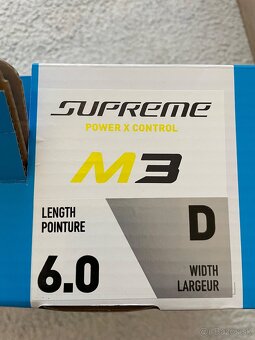 SUPREME
POWER X CONTROL
M3
LENGTH
POINTURE
6.0
D
WIDTH
LARGEUR